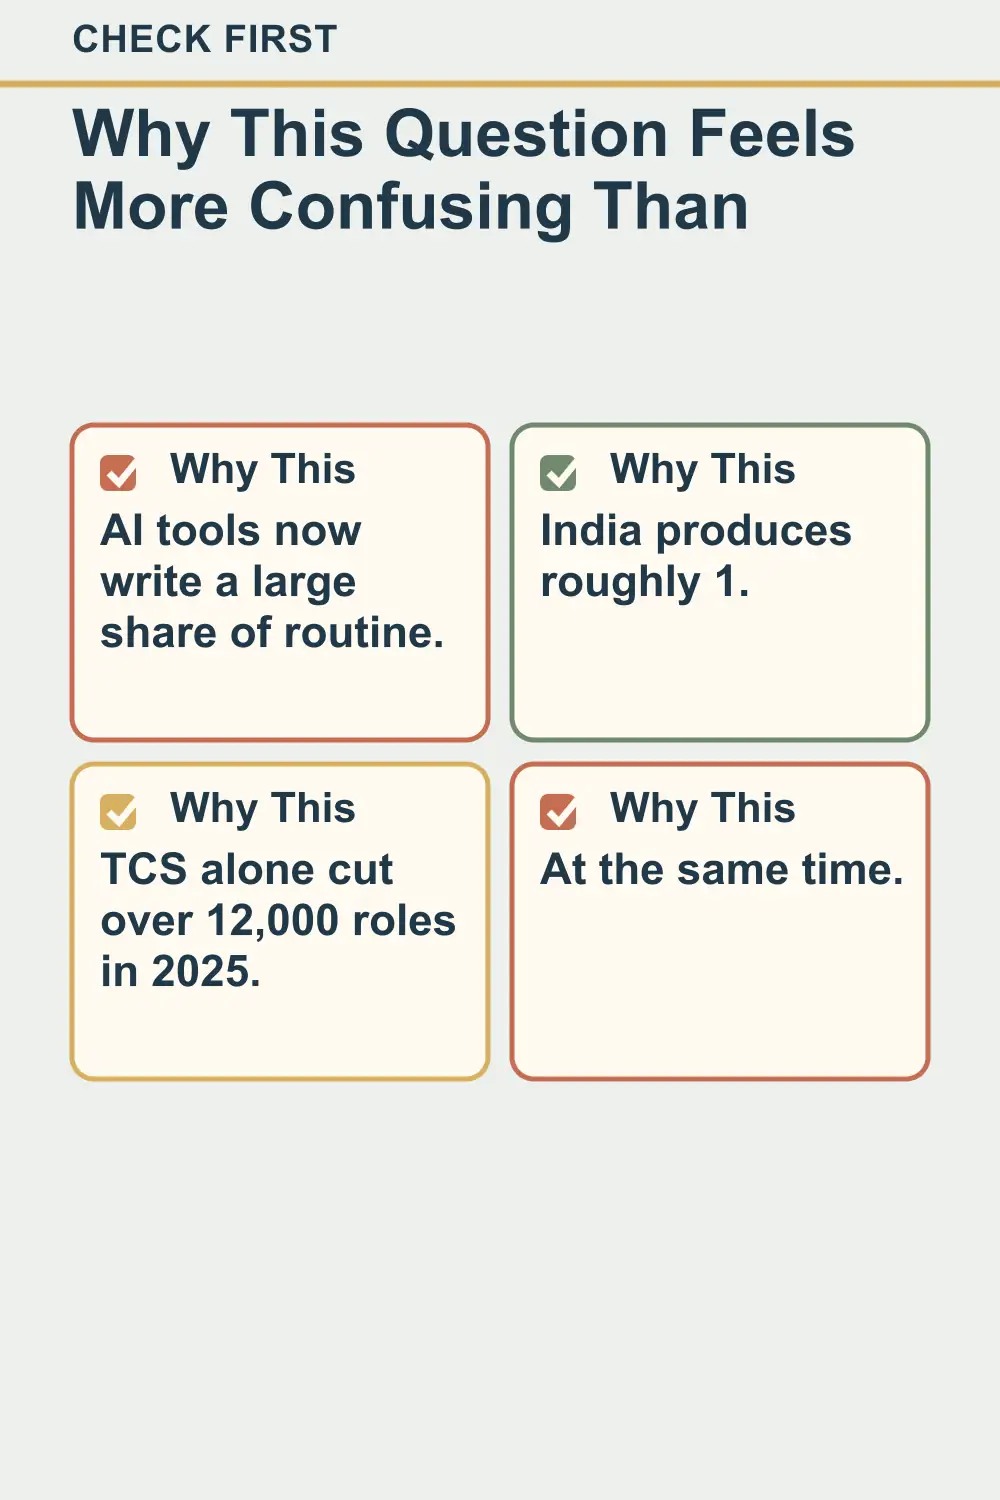 CHECK FIRST
Why This Question Feels
More Confusing Than
Why This
AI tools now
write a large
share of routine.
Why This
India produces
roughly 1.
Why This
TCS alone cut
over 12,000 roles
in 2025.
Why This
At the same time.